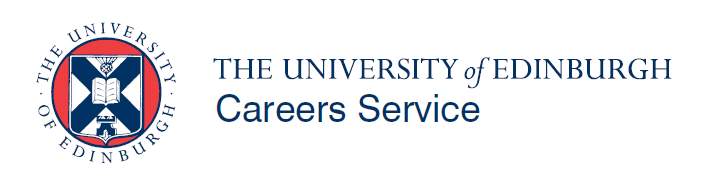 THE UNIVERSITY OF EDINBURGH
THE UNIVERSITY of EDINBURGH
Careers Service